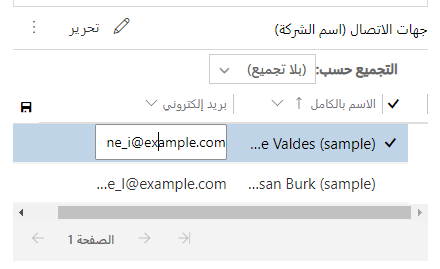 جهات الاتصال (اسم الشركة)
تحرير
التجميع حسب: (بلا تجميع)
الاسم بالكامل ↑ بريد إلكتروني
...e Valdes (sample) ne_i@example.com
...san Burk (sample) ...e_l@example.com
الصفحة 1